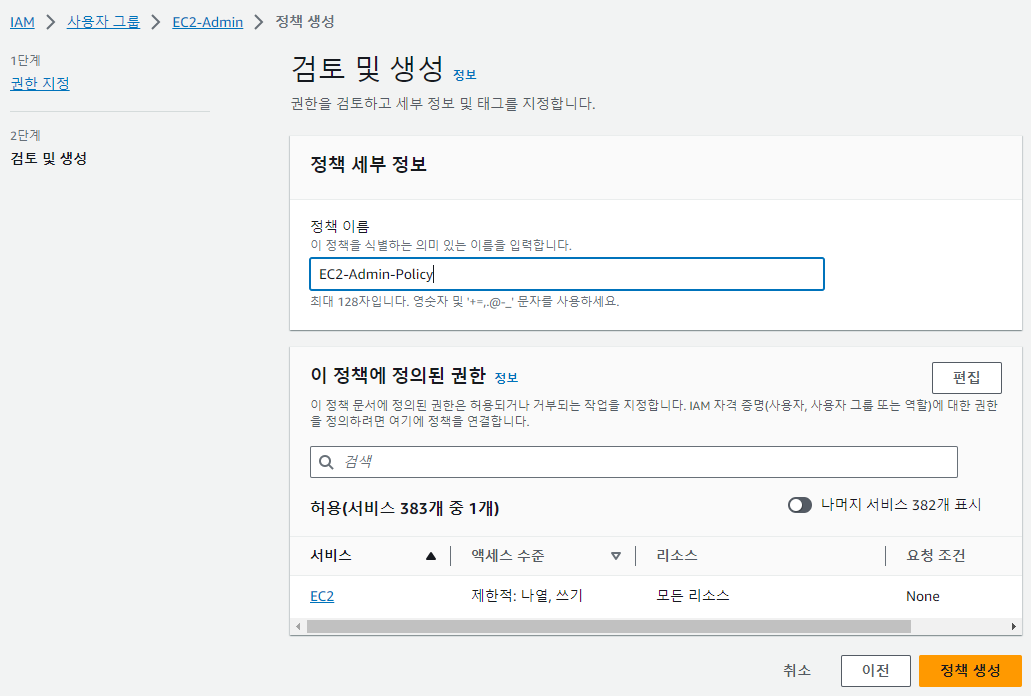 IAM > 사용자 그룹 > EC2-Admin > 정책 생성
1단계
권한 지정
2단계
검토 및 생성
검토 및 생성 정보
권한을 검토하고 세부 정보 및 태그를 지정합니다.
정책 세부 정보
정책 이름
이 정책을 식별하는 의미 있는 이름을 입력합니다.
EC2-Admin-Policy
최대 128자입니다. 영숫자 및 '+=,.@-_' 문자를 사용하세요.
이 정책에 정의된 권한 정보
편집
이 정책 문서에 정의된 권한은 허용되거나 거부되는 작업을 지정합니다. IAM 자격 증명(사용자, 사용자 그룹 또는 역할)에 대한 권한
을 정의하려면 여기에 정책을 연결합니다.
검색
허용(서비스 383개 중 1개)
나머지 서비스 382개 표시
서비스 액세스 수준 리소스 요청 조건
EC2 제한적: 나열, 쓰기 모든 리소스 None
취소 이전 정책 생성